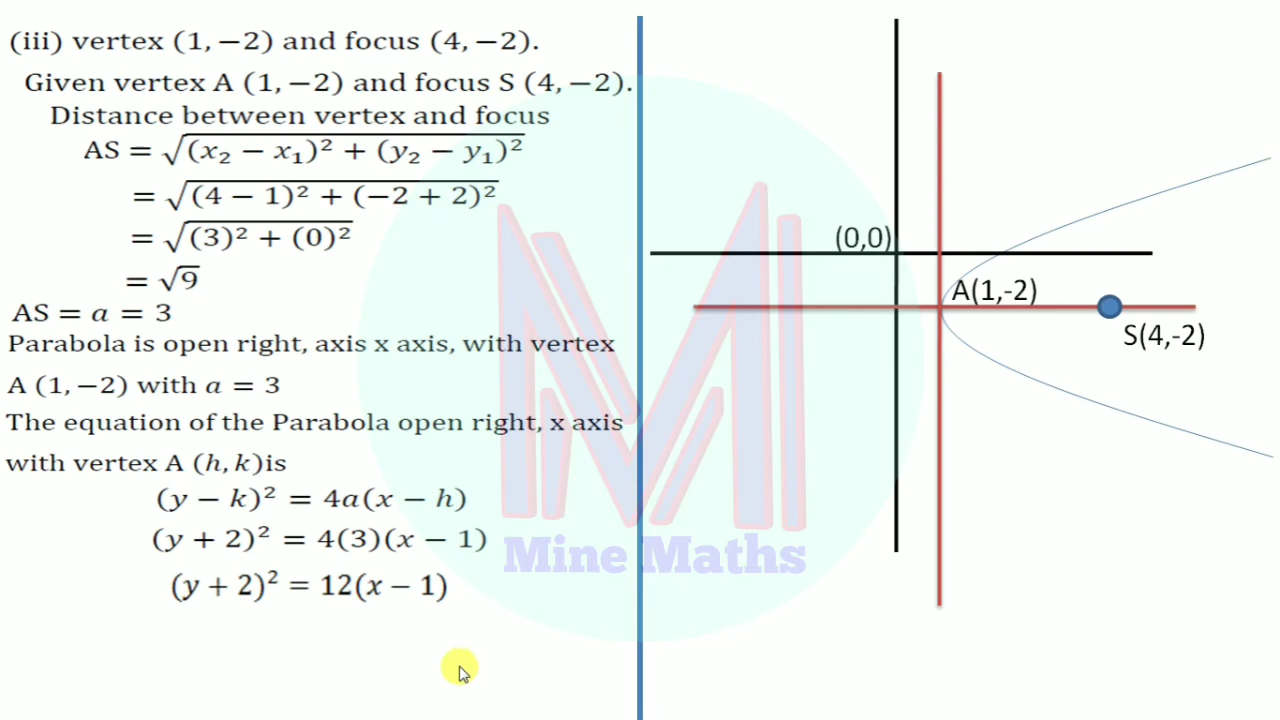 (iii) vertex (1, −2) and focus (4, −2).
Given vertex A (1, −2) and focus S (4, −2).
Distance between vertex and focus
AS = √((x₂ − x₁)² + (y₂ − y₁)²)
= √((4 − 1)² + (−2 + 2)²)
= √((3)² + (0)²)
= √9
AS = a = 3
Parabola is open right, axis x axis, with vertex
A (1, −2) with a = 3
The equation of the Parabola open right, x axis
with vertex A (h, k)is
(y − k)² = 4a(x − h)
(y + 2)² = 4(3)(x − 1)
(y + 2)² = 12(x − 1)
(0,0)
A(1,-2)
S(4,-2)
Mine Maths